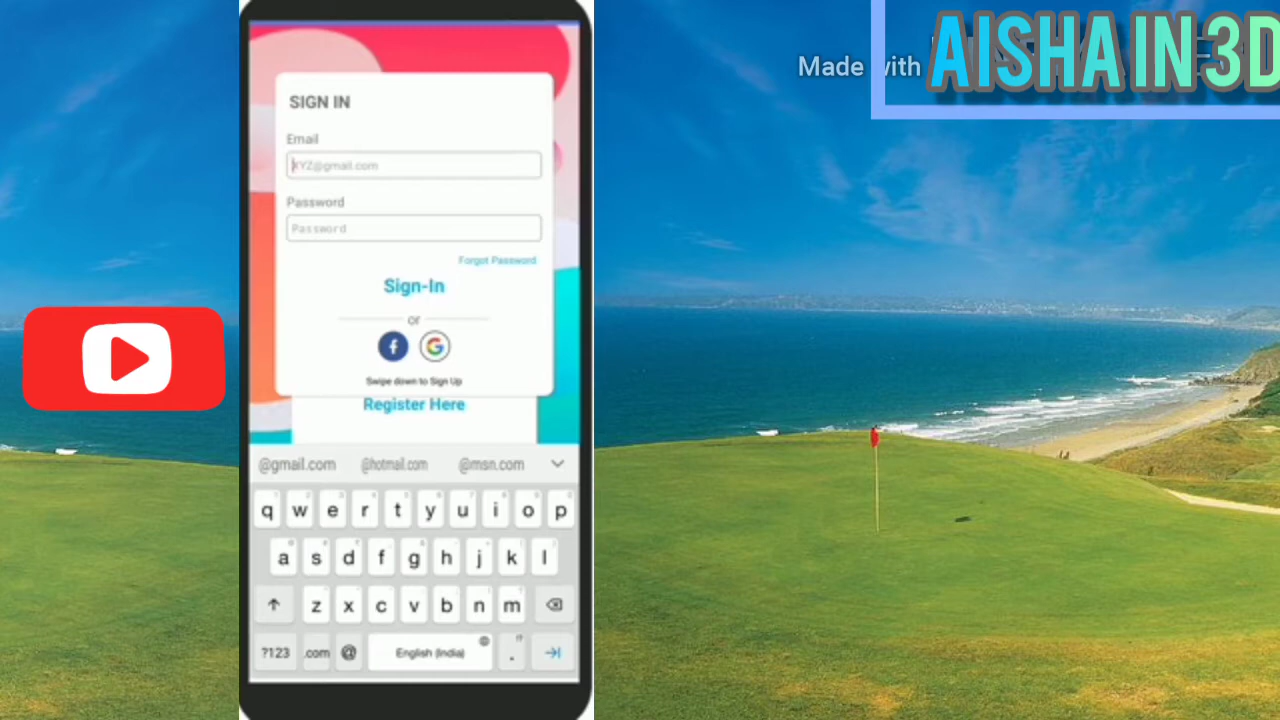 Made with
AISHA IN 3D
SIGN IN
Email
XYZ@gmail.com
Password
Password
Forgot Password
Sign-In
or
Swipe down to Sign Up
Register Here
@gmail.com @hotmail.com @msn.com
q w e r t y u i o p
a s d f g h j k l
z x c v b n m
?123 .com @ English (India) .